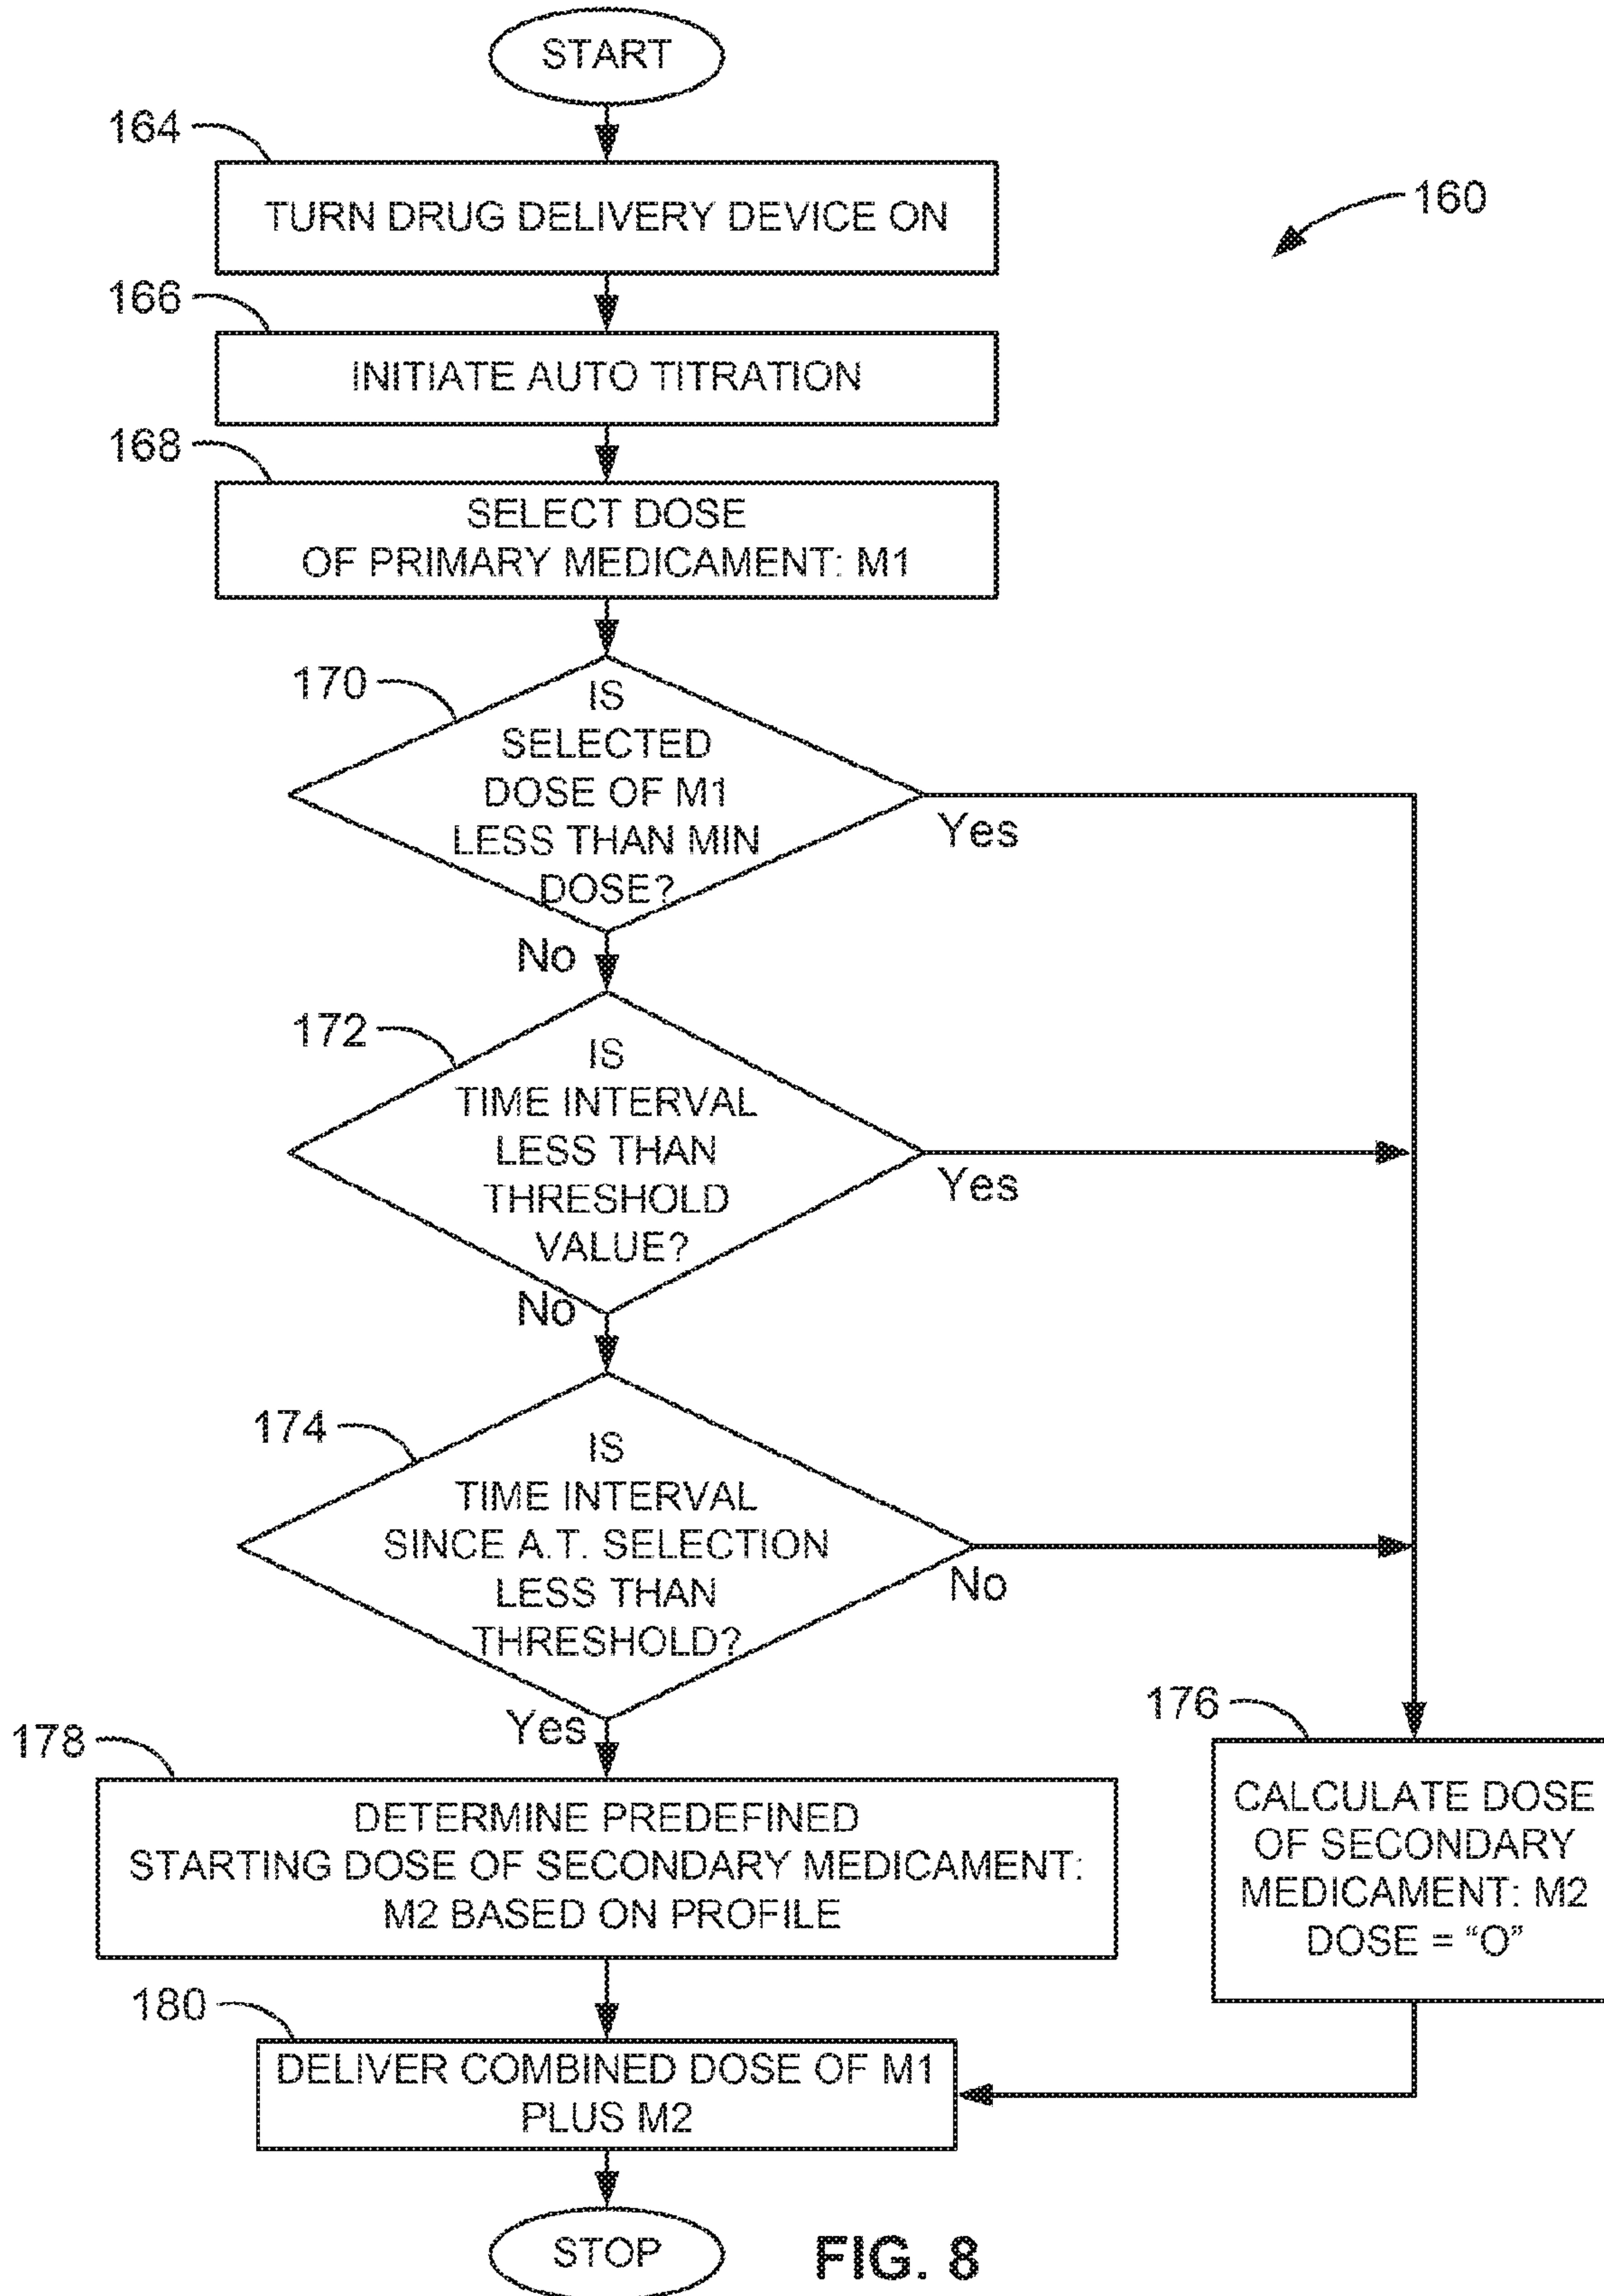 START
164
TURN DRUG DELIVERY DEVICE ON
160
166
INITIATE AUTO TITRATION
168
SELECT DOSE
OF PRIMARY MEDICAMENT: M1
170
IS
SELECTED
DOSE OF M1
LESS THAN MIN
DOSE?
Yes
No
172
IS
TIME INTERVAL
LESS THAN
THRESHOLD
VALUE?
Yes
No
174
IS
TIME INTERVAL
SINCE A.T. SELECTION
LESS THAN
THRESHOLD?
No
Yes
178
DETERMINE PREDEFINED
STARTING DOSE OF SECONDARY MEDICAMENT:
M2 BASED ON PROFILE
176
CALCULATE DOSE
OF SECONDARY
MEDICAMENT: M2
DOSE = “O”
180
DELIVER COMBINED DOSE OF M1
PLUS M2
STOP
FIG. 8